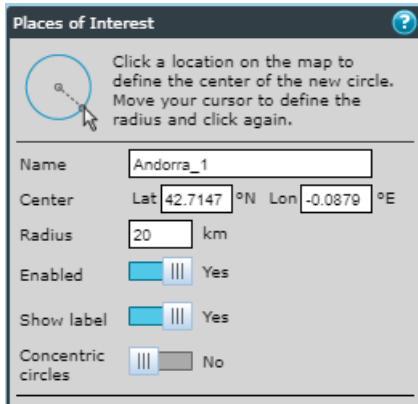 Places of Interest ?
Click a location on the map to
define the center of the new circle.
Move your cursor to define the
radius and click again.
Name Andorra_1
Center Lat 42.7147 ºN Lon -0.0879 ºE
Radius 20 km
Enabled Yes
Show label Yes
Concentric
circles No